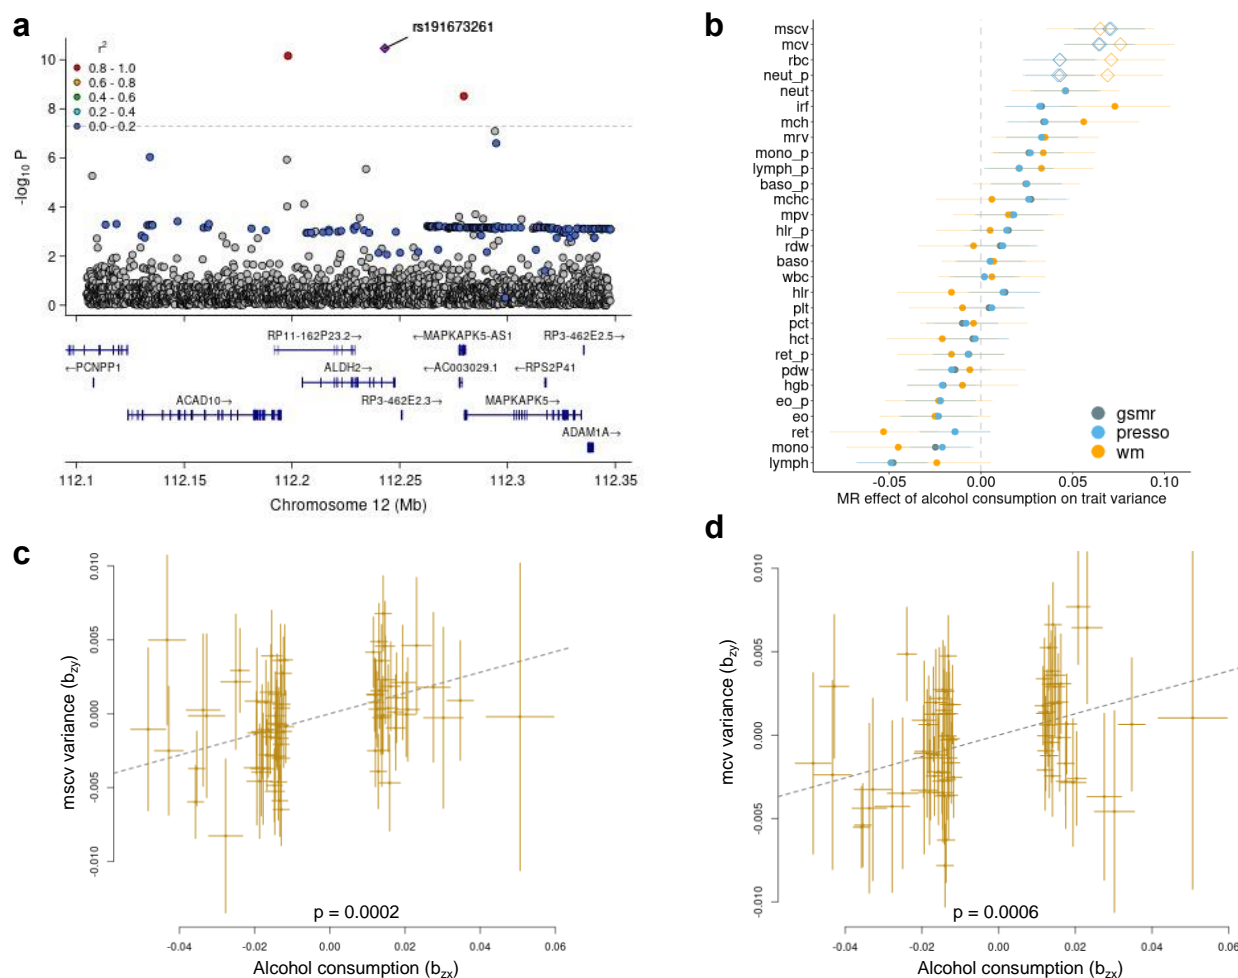 a
rs191673261
r²
0.8 - 1.0
0.6 - 0.8
0.4 - 0.6
0.2 - 0.4
0.0 - 0.2
10
8
6
4
2
0
-log₁₀ P
RP11-162P23.2→
←MAPKAPK5-AS1
RP3-462E2.5→
←PCNPP1
ALDH2→
←AC003029.1
←RPS2P41
ACAD10→
RP3-462E2.3→
MAPKAPK5→
ADAM1A→
112.1
112.15
112.2
112.25
112.3
112.35
Chromosome 12 (Mb)
b
mscv
mcv
rbc
neut_p
neut
irf
mch
mrv
mono_p
lymph_p
baso_p
mchc
mpv
hlr_p
rdw
baso
wbc
hlr
plt
pct
hct
ret_p
pdw
hgb
eo_p
eo
ret
mono
lymph
gsmr
presso
wm
-0.05
0.00
0.05
0.10
MR effect of alcohol consumption on trait variance
c
0.010
0.005
0.000
-0.005
-0.010
mscv variance (bzy)
p = 0.0002
-0.04
-0.02
0.00
0.02
0.04
0.06
Alcohol consumption (bzx)
d
0.010
0.005
0.000
-0.005
-0.010
mcv variance (bzy)
p = 0.0006
-0.04
-0.02
0.00
0.02
0.04
0.06
Alcohol consumption (bzx)